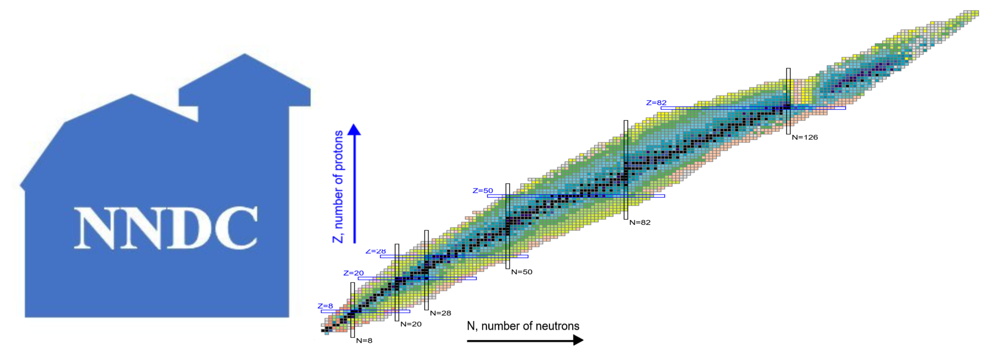 NNDC
Z, number of protons
Z=82
N=126
Z=50
N=82
Z=28
N=50
Z=20
N=28
Z=8
N=20
N=8
N, number of neutrons